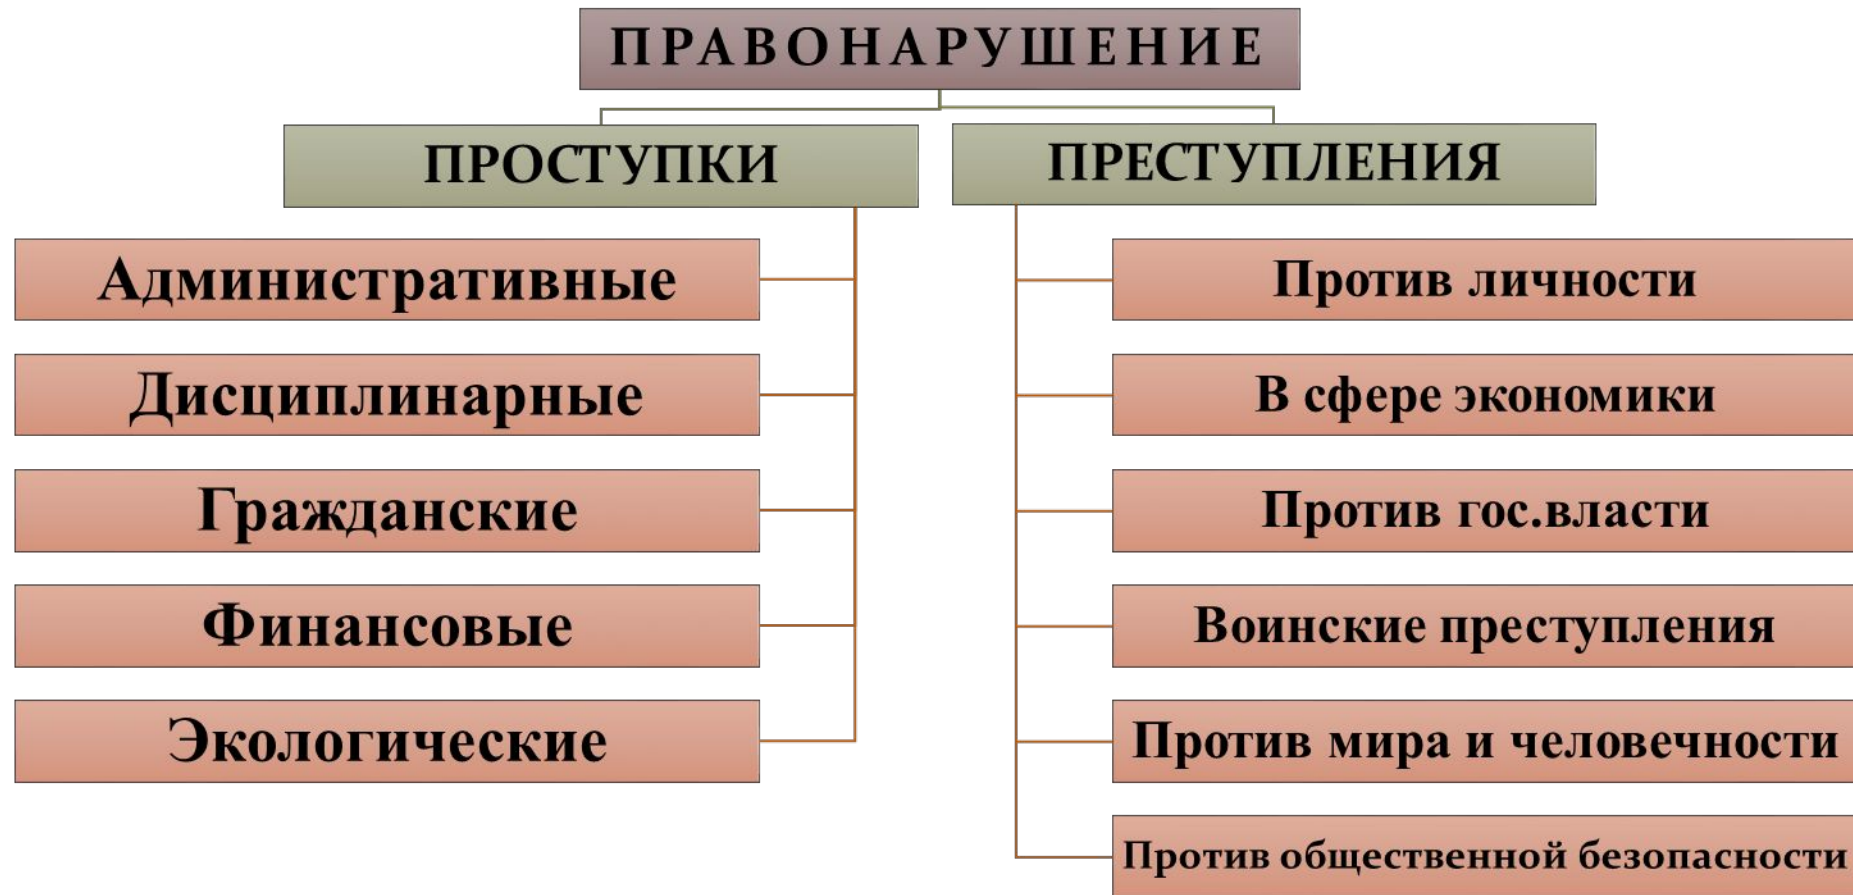 ПРАВОНАРУШЕНИЕ
ПРОСТУПКИ
Административные
Дисциплинарные
Гражданские
Финансовые
Экологические
ПРЕСТУПЛЕНИЯ
Против личности
В сфере экономики
Против гос.власти
Воинские преступления
Против мира и человечности
Против общественной безопасности